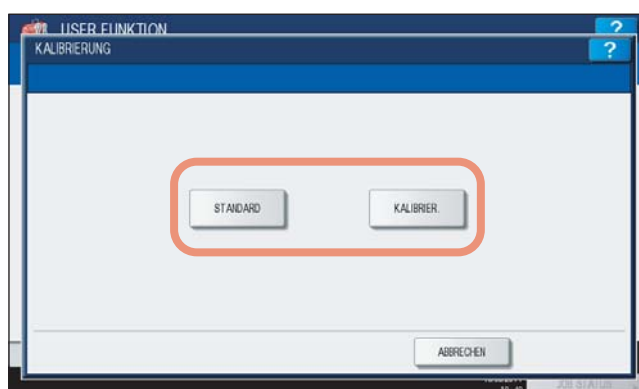 USER FUNKTION
?
KALIBRIERUNG
?
STANDARD
KALIBRIER.
ABBRECHEN
JOB STATUS